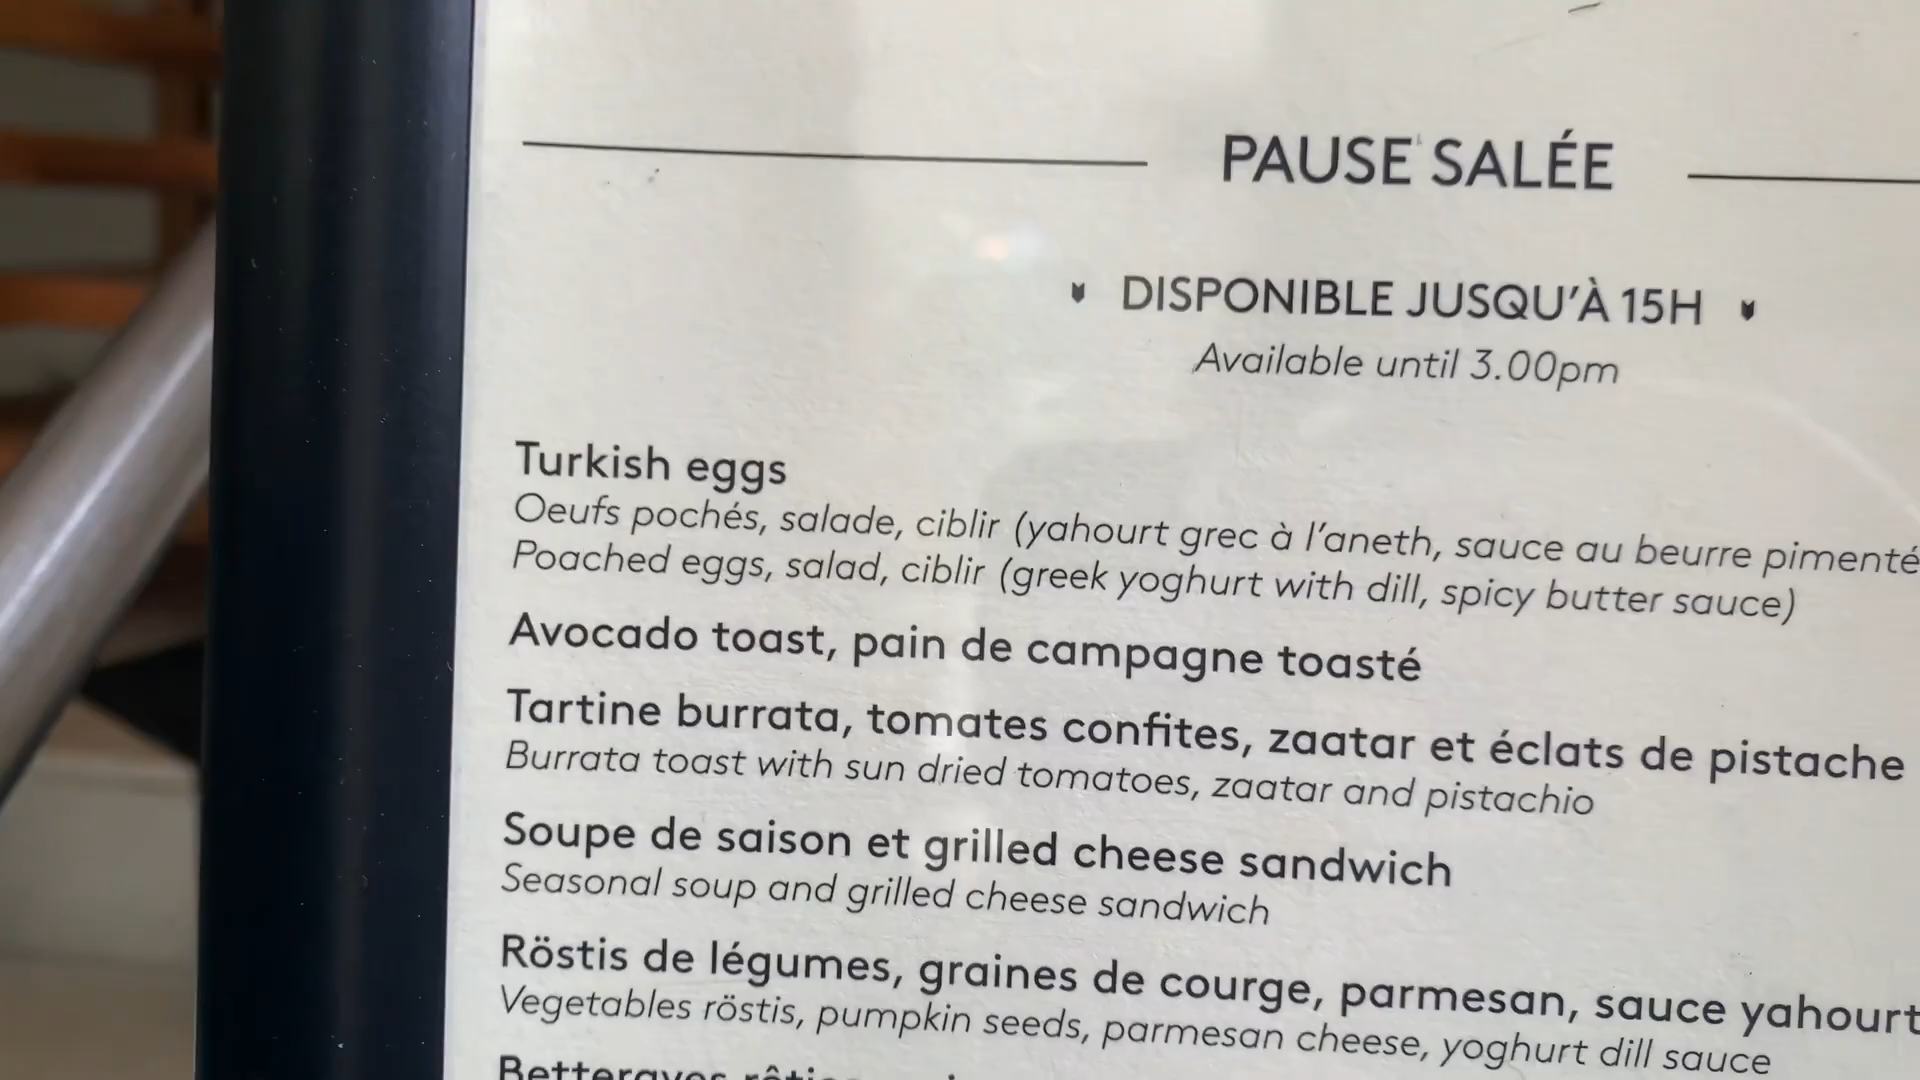 PAUSE SALÉE
DISPONIBLE JUSQU'À 15H
Available until 3.00pm
Turkish eggs
Oeufs pochés, salade, ciblir (yahourt grec à l'aneth, sauce au beurre pimenté
Poached eggs, salad, ciblir (greek yoghurt with dill, spicy butter sauce)
Avocado toast, pain de campagne toasté
Tartine burrata, tomates confites, zaatar et éclats de pistache
Burrata toast with sun dried tomatoes, zaatar and pistachio
Soupe de saison et grilled cheese sandwich
Seasonal soup and grilled cheese sandwich
Röstis de légumes, graines de courge, parmesan, sauce yahourt
Vegetables röstis, pumpkin seeds, parmesan cheese, yoghurt dill sauce